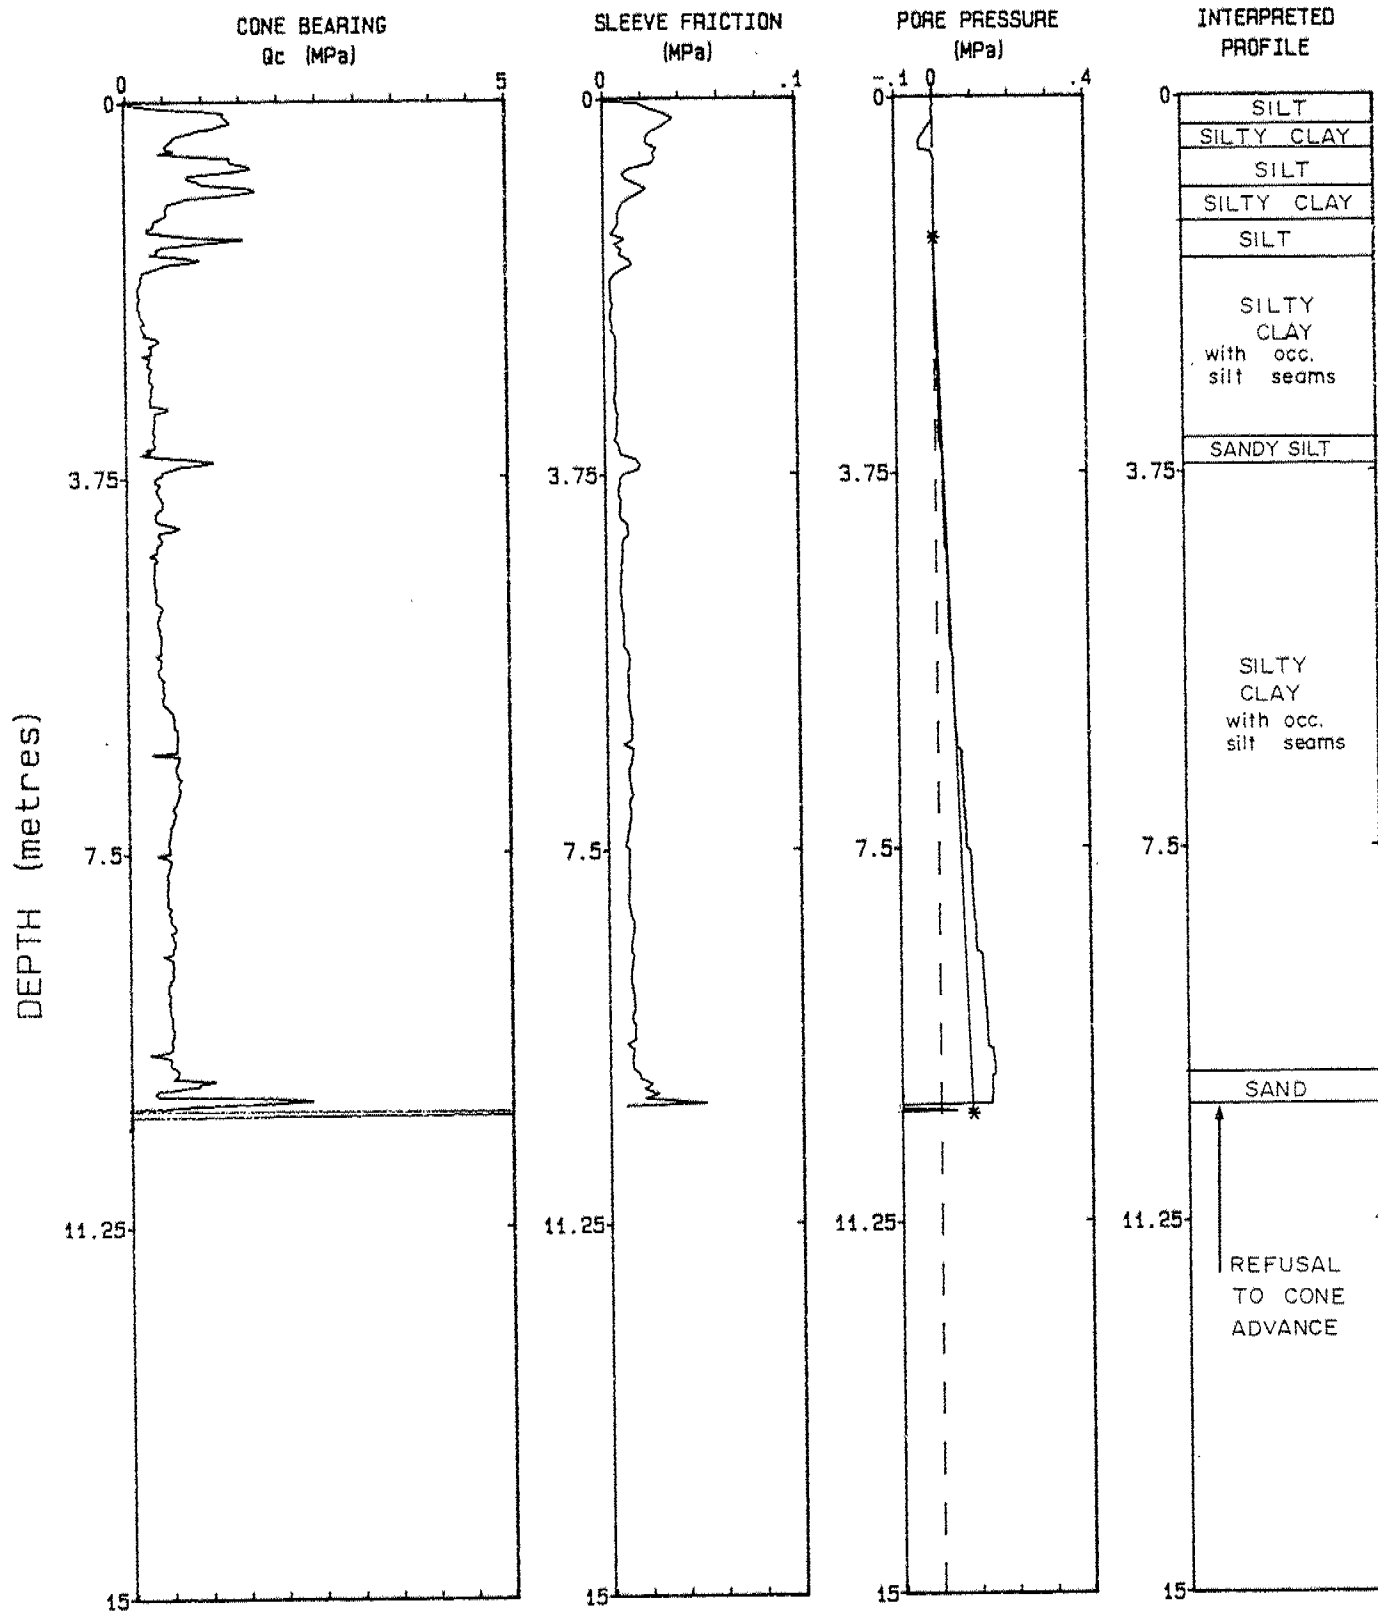 CONE BEARING
Qc (MPa)
0 5
0
3.75
7.5
11.25
15
DEPTH (metres)
SLEEVE FRICTION
(MPa)
0 .1
0
3.75
7.5
11.25
15
PORE PRESSURE
(MPa)
-.1 0 .4
0
*
3.75
7.5
*
11.25
15
INTERPRETED
PROFILE
0
SILT
SILTY CLAY
SILT
SILTY CLAY
SILT
SILTY
CLAY
with occ.
silt seams
SANDY SILT
3.75
SILTY
CLAY
with occ.
silt seams
7.5
SAND
11.25
REFUSAL
TO CONE
ADVANCE
15